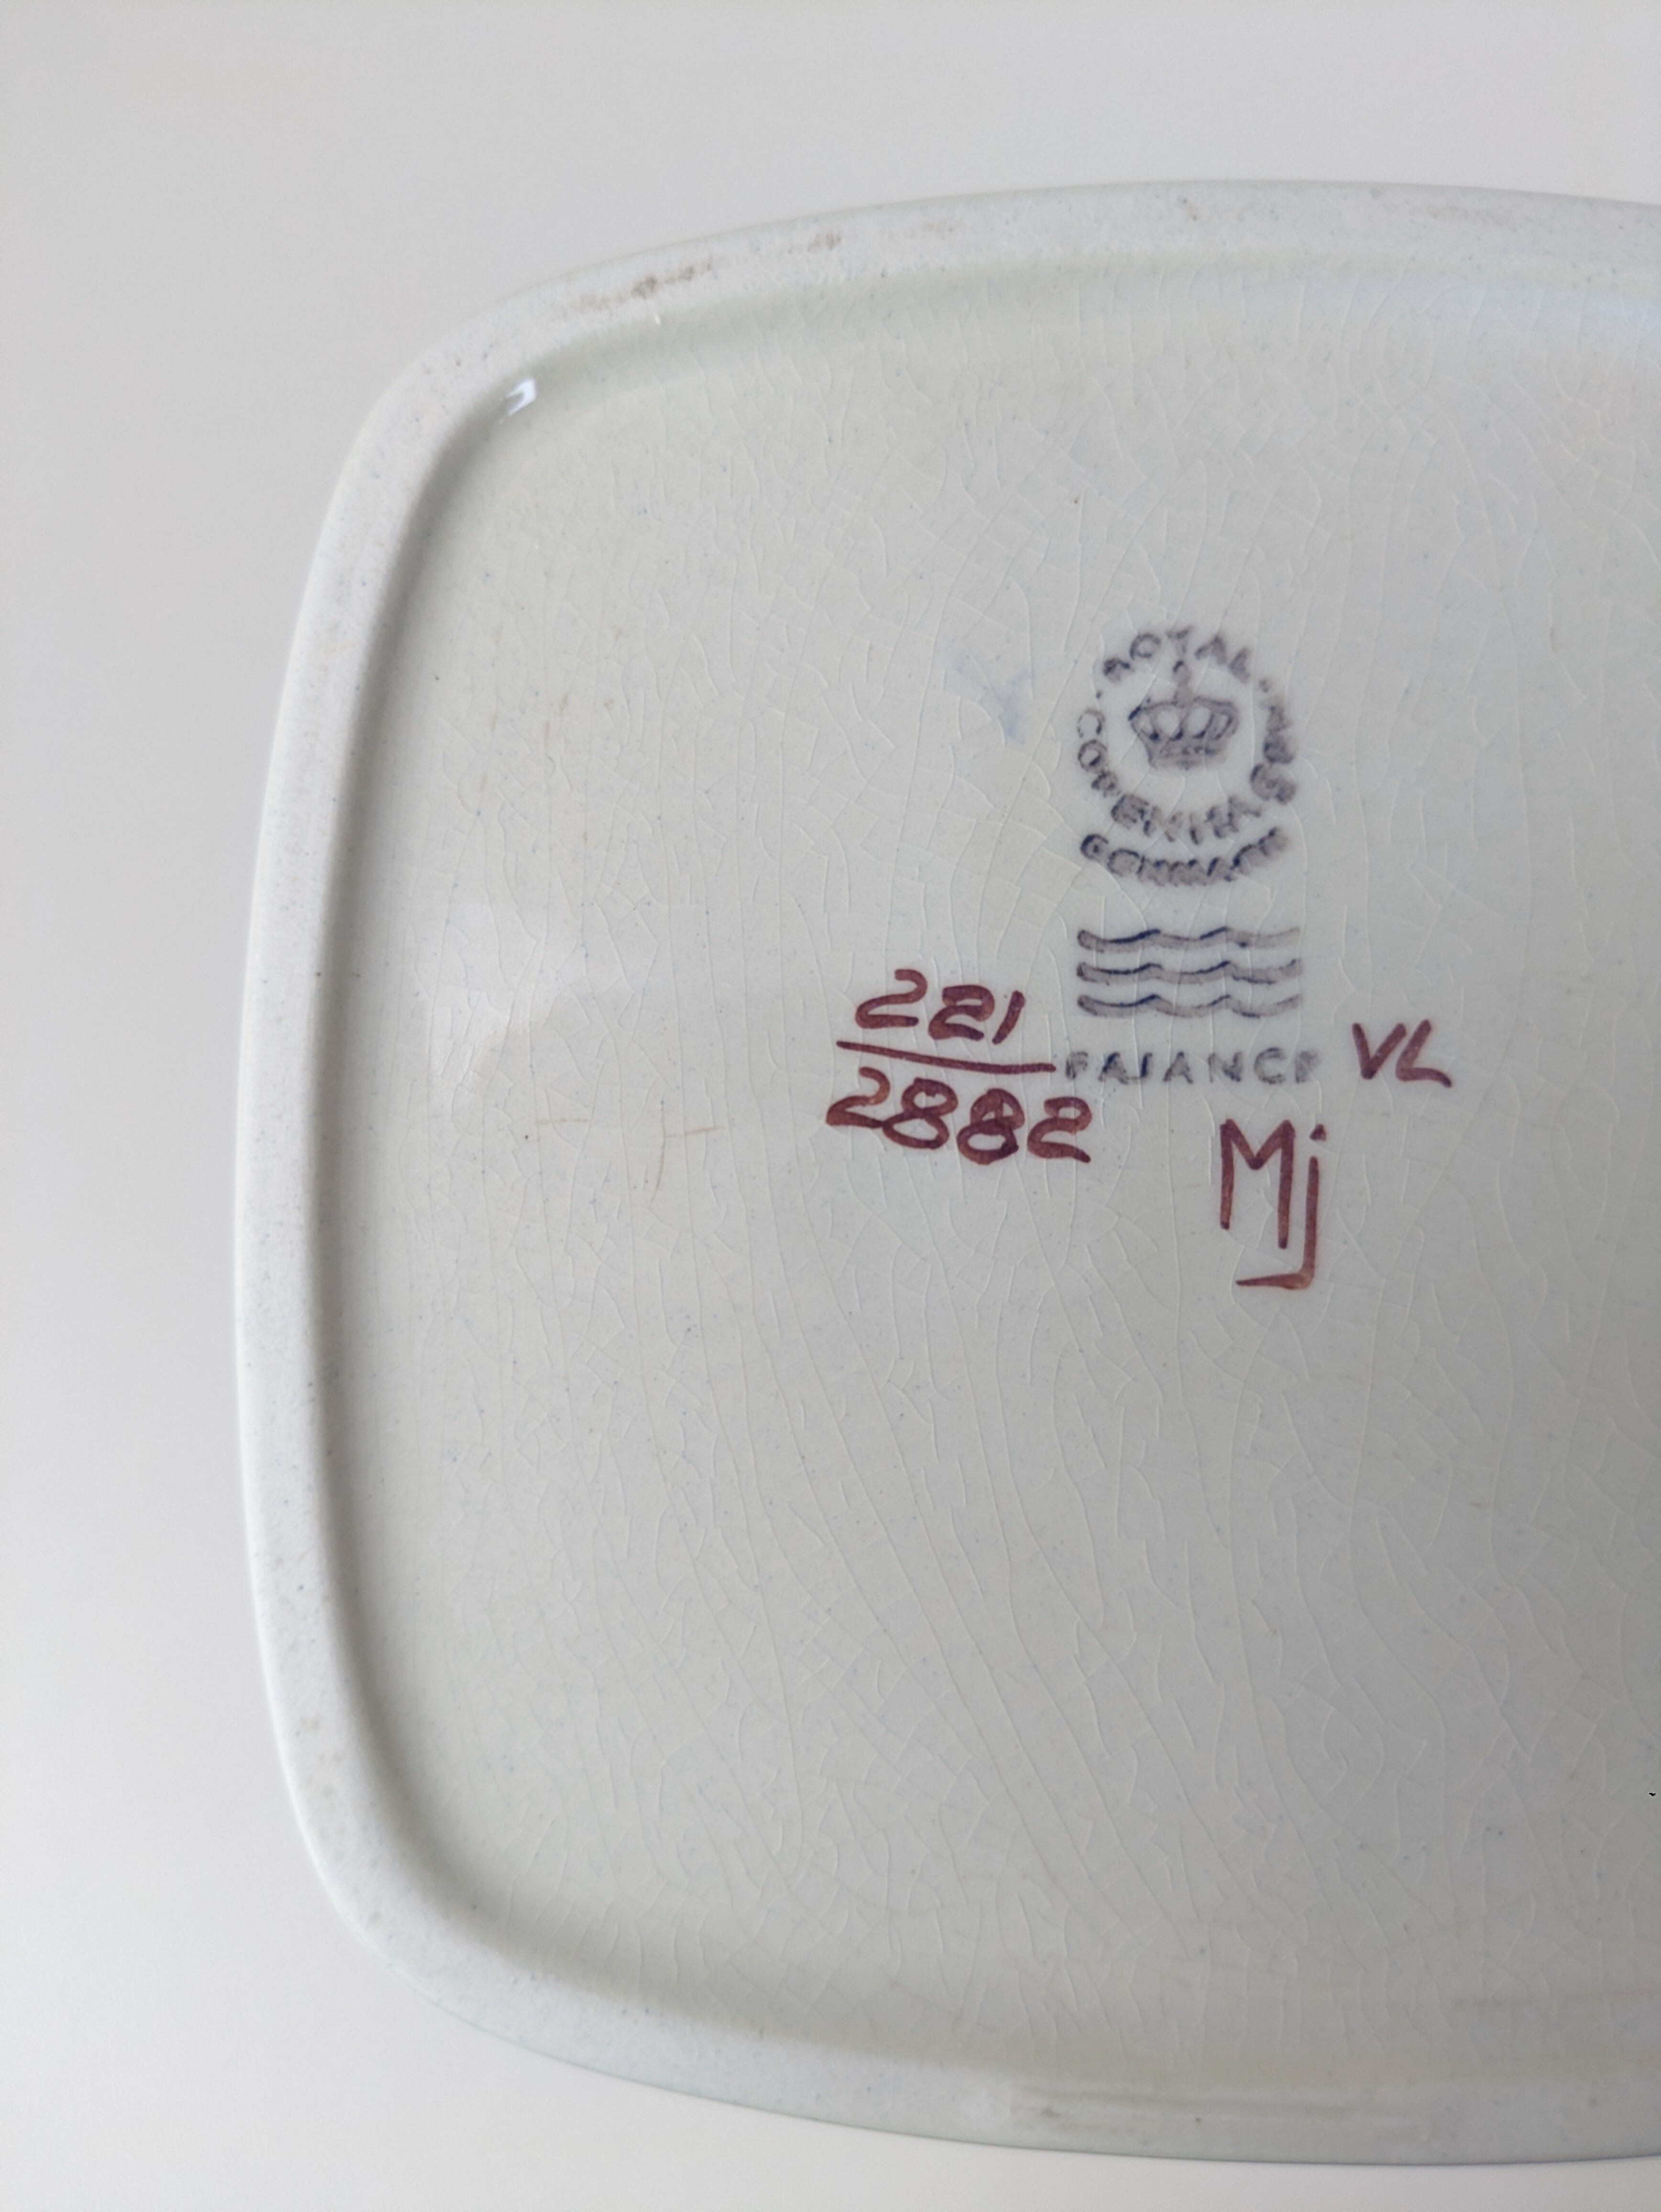 ROYAL
COPENHAGEN
DENMARK
221
2882
FAJANCE
VL
Mj